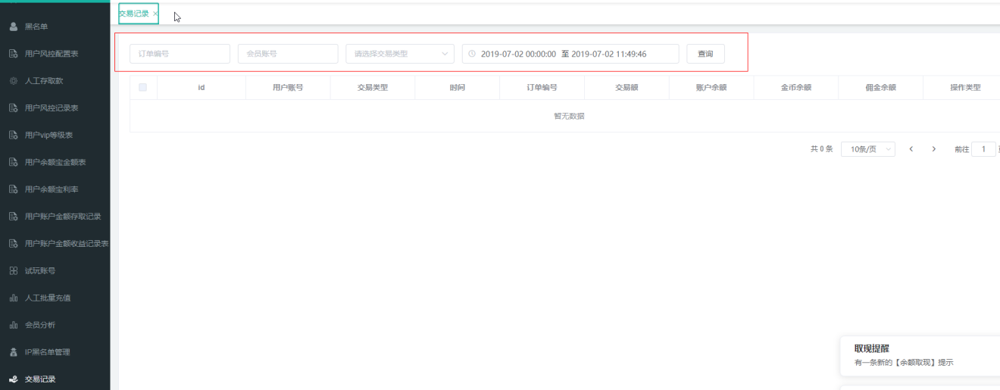 黑名单
用户风控配置表
人工存取款
用户风控记录表
用户vip等级表
用户余额宝金额表
用户余额宝利率
用户账户金额存取记录
用户账户金额收益记录表
试玩账号
人工批量充值
会员分析
IP黑名单管理
交易记录
交易记录 ×
订单编号 会员账号 请选择交易类型 2019-07-02 00:00:00 至 2019-07-02 11:49:46 查询
id 用户账号 交易类型 时间 订单编号 交易额 账户余额 金币余额 佣金余额 操作类型
暂无数据
共 0 条 10条/页 前往 1
取现提醒
有一条新的【余额取现】提示